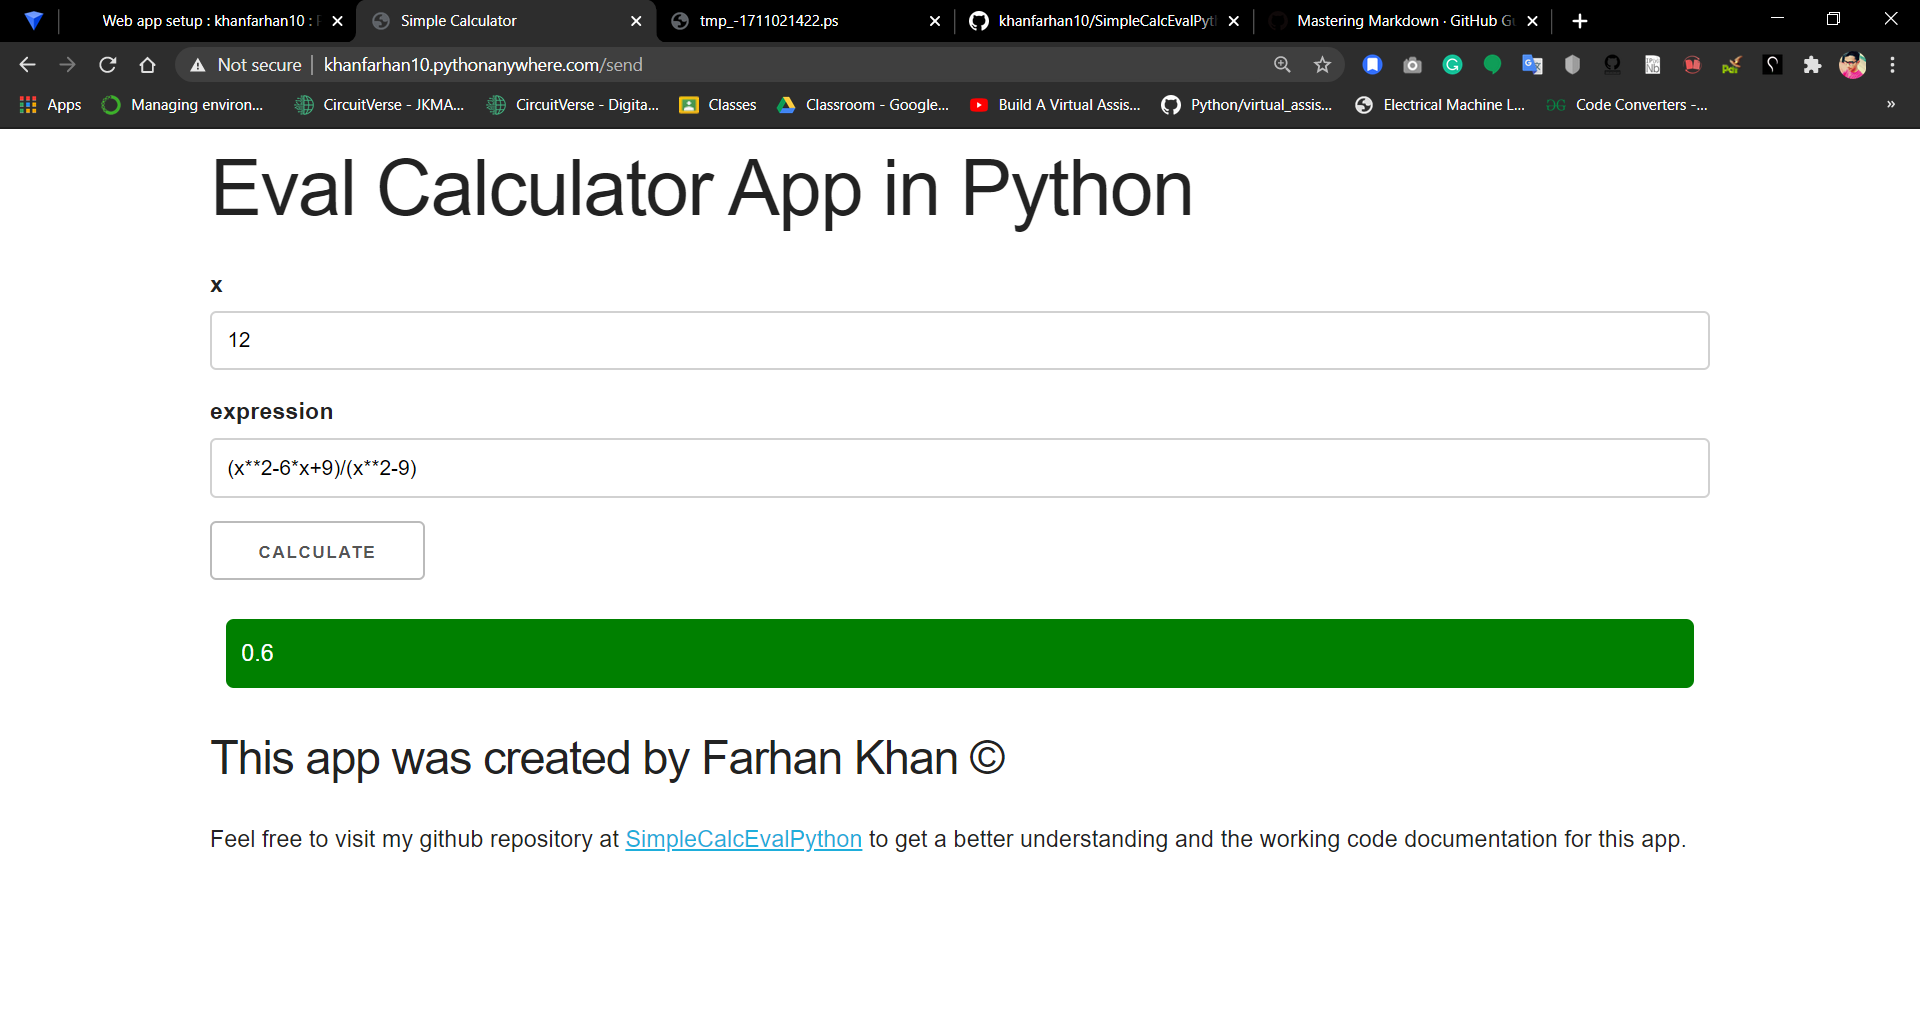 Web app setup : khanfarhan10 :
Simple Calculator
tmp_-1711021422.ps
khanfarhan10/SimpleCalcEvalPyt
Mastering Markdown · GitHub G
Not secure
khanfarhan10.pythonanywhere.com/send
Apps
Managing environ...
CircuitVerse - JKMA...
CircuitVerse - Digita...
Classes
Classroom - Google...
Build A Virtual Assis...
Python/virtual_assis...
Electrical Machine L...
Code Converters -...
»
Eval Calculator App in Python
x
12
expression
(x**2-6*x+9)/(x**2-9)
CALCULATE
0.6
This app was created by Farhan Khan ©
Feel free to visit my github repository at SimpleCalcEvalPython to get a better understanding and the working code documentation for this app.